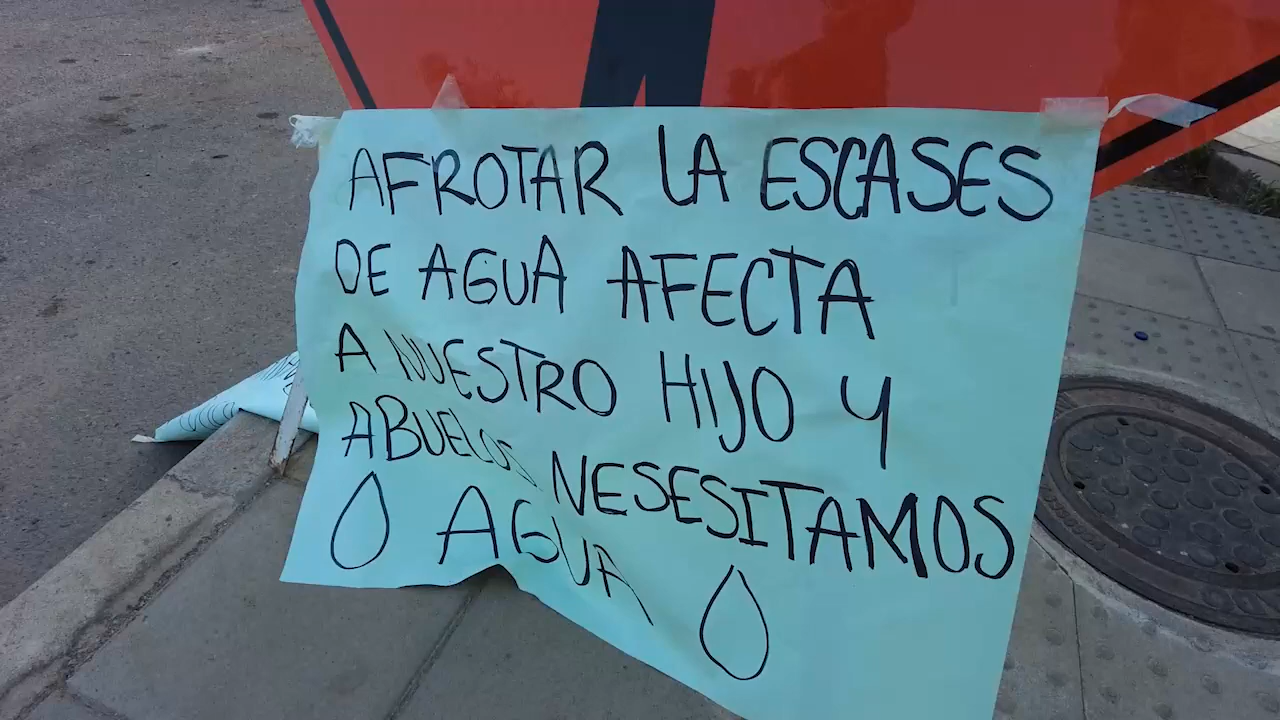 AFROTAR LA ESCASES
DE AGUA AFECTA
A NUESTRO HIJO Y
ABUELOS NESESITAMOS
AGUA